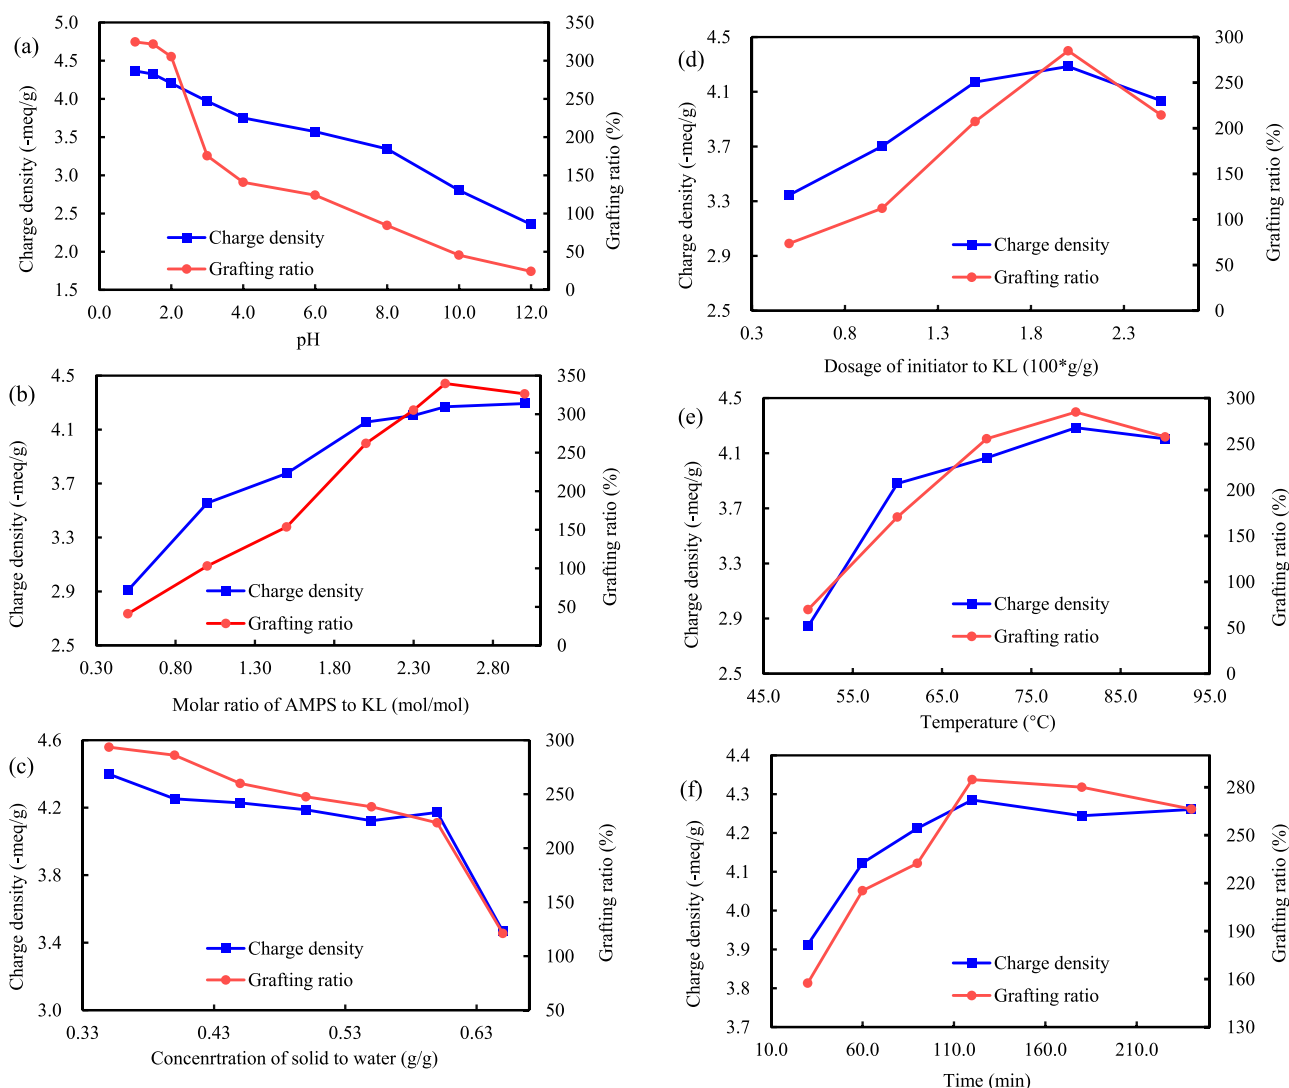 (a)
5.0
4.5
4.0
3.5
3.0
2.5
2.0
1.5
Charge density (-meq/g)
350
300
250
200
150
100
50
0
Grafting ratio (%)
Charge density
Grafting ratio
0.0 2.0 4.0 6.0 8.0 10.0 12.0
pH
(b)
4.5
4.1
3.7
3.3
2.9
2.5
Charge density (-meq/g)
350
300
250
200
150
100
50
0
Grafting ratio (%)
Charge density
Grafting ratio
0.30 0.80 1.30 1.80 2.30 2.80
Molar ratio of AMPS to KL (mol/mol)
(c)
4.6
4.2
3.8
3.4
3.0
Charge density (-meq/g)
300
250
200
150
100
50
Grafting ratio (%)
Charge density
Grafting ratio
0.33 0.43 0.53 0.63
Concenrtration of solid to water (g/g)
(d)
4.5
4.1
3.7
3.3
2.9
2.5
Charge density (-meq/g)
300
250
200
150
100
50
0
Grafting ratio (%)
Charge density
Grafting ratio
0.3 0.8 1.3 1.8 2.3
Dosage of initiator to KL (100*g/g)
(e)
4.5
4.1
3.7
3.3
2.9
2.5
Charge density (-meq/g)
300
250
200
150
100
50
0
Grafting ratio (%)
Charge density
Grafting ratio
45.0 55.0 65.0 75.0 85.0 95.0
Temperature (°C)
(f)
4.4
4.3
4.2
4.1
4.0
3.9
3.8
3.7
Charge density (-meq/g)
280
250
220
190
160
130
Grafting ratio (%)
Charge density
Grafting ratio
10.0 60.0 110.0 160.0 210.0
Time (min)